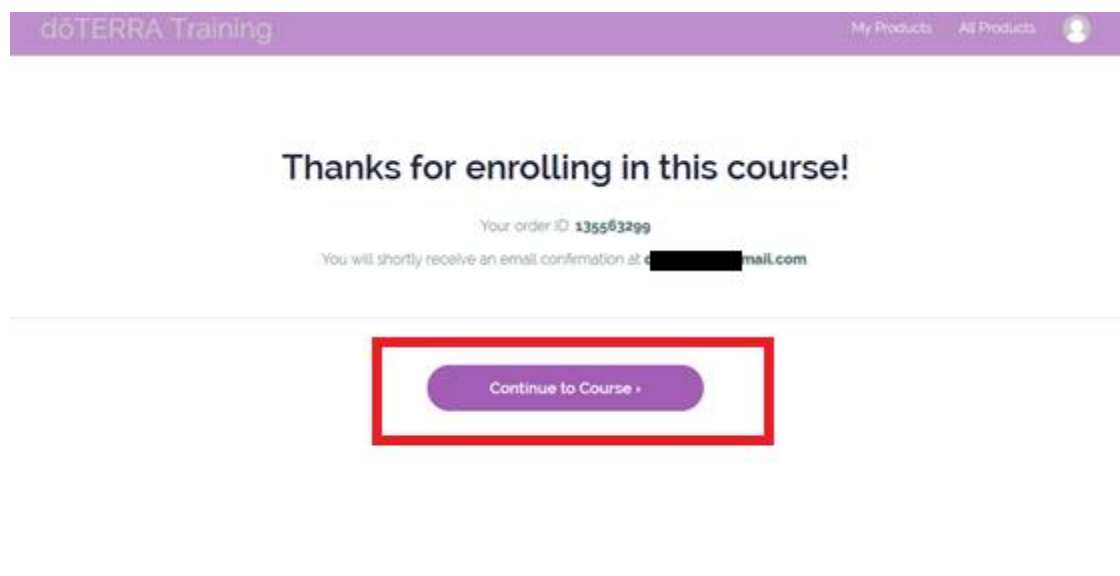 dōTERRA Training
My Products
All Products
Thanks for enrolling in this course!
Your order ID 135563299
You will shortly receive an email confirmation at mail.com
Continue to Course ›